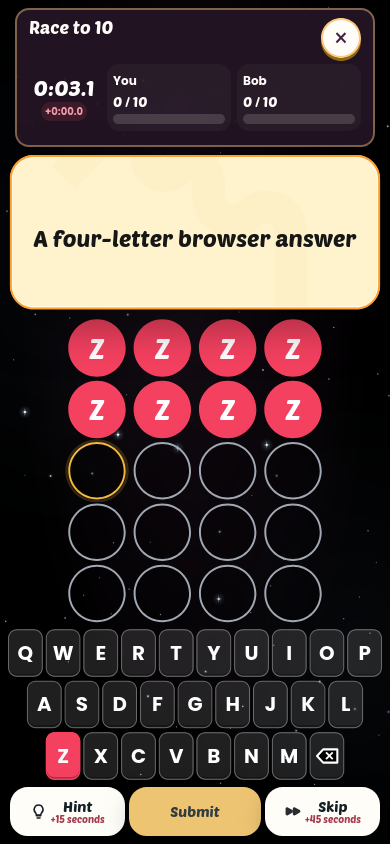 Race to 10
×
0:03.1
+0:00.0
You
0 / 10
Bob
0 / 10
A four-letter browser answer
Z Z Z Z
Z Z Z Z
Q W E R T Y U I O P
A S D F G H J K L
Z X C V B N M
Hint
+15 seconds
Submit
Skip
+45 seconds